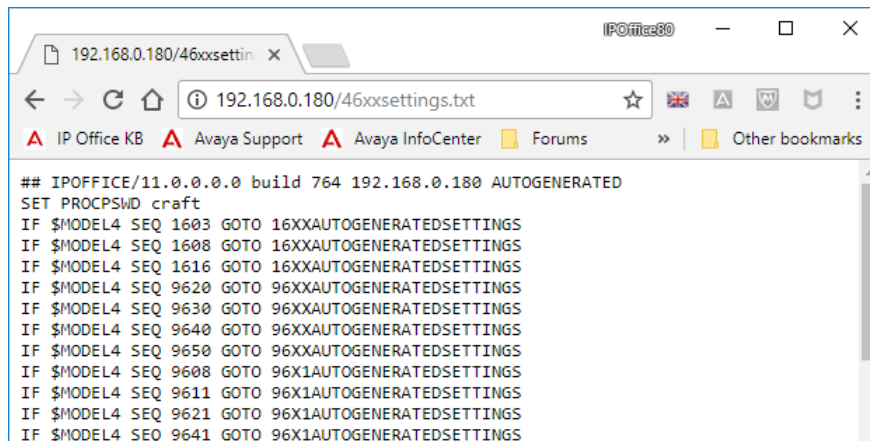 IPOffice80
192.168.0.180/46xxsettin
192.168.0.180/46xxsettings.txt
IP Office KB Avaya Support Avaya InfoCenter Forums » Other bookmarks
## IPOFFICE/11.0.0.0.0 build 764 192.168.0.180 AUTOGENERATED
SET PROCPSWD craft
IF $MODEL4 SEQ 1603 GOTO 16XXAUTOGENERATEDSETTINGS
IF $MODEL4 SEQ 1608 GOTO 16XXAUTOGENERATEDSETTINGS
IF $MODEL4 SEQ 1616 GOTO 16XXAUTOGENERATEDSETTINGS
IF $MODEL4 SEQ 9620 GOTO 96XXAUTOGENERATEDSETTINGS
IF $MODEL4 SEQ 9630 GOTO 96XXAUTOGENERATEDSETTINGS
IF $MODEL4 SEQ 9640 GOTO 96XXAUTOGENERATEDSETTINGS
IF $MODEL4 SEQ 9650 GOTO 96XXAUTOGENERATEDSETTINGS
IF $MODEL4 SEQ 9608 GOTO 96X1AUTOGENERATEDSETTINGS
IF $MODEL4 SEQ 9611 GOTO 96X1AUTOGENERATEDSETTINGS
IF $MODEL4 SEQ 9621 GOTO 96X1AUTOGENERATEDSETTINGS
IF $MODEL4 SEQ 9641 GOTO 96X1AUTOGENERATEDSETTINGS